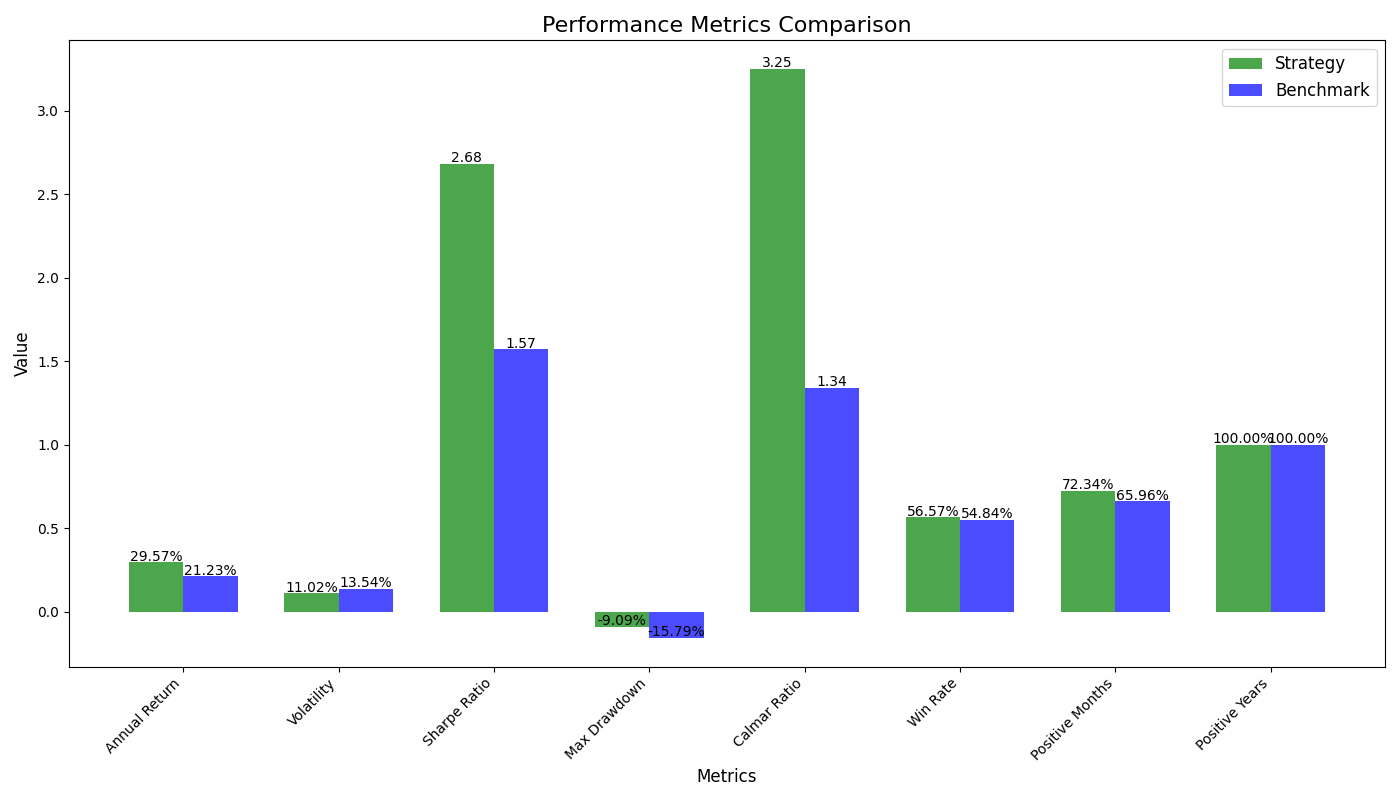 Performance Metrics Comparison
Strategy
Benchmark
Value
3.0
2.5
2.0
1.5
1.0
0.5
0.0
29.57%
21.23%
11.02%
13.54%
2.68
1.57
-9.09%
-15.79%
3.25
1.34
56.57%
54.84%
72.34%
65.96%
100.00%
100.00%
Annual Return
Volatility
Sharpe Ratio
Max Drawdown
Calmar Ratio
Win Rate
Positive Months
Positive Years
Metrics